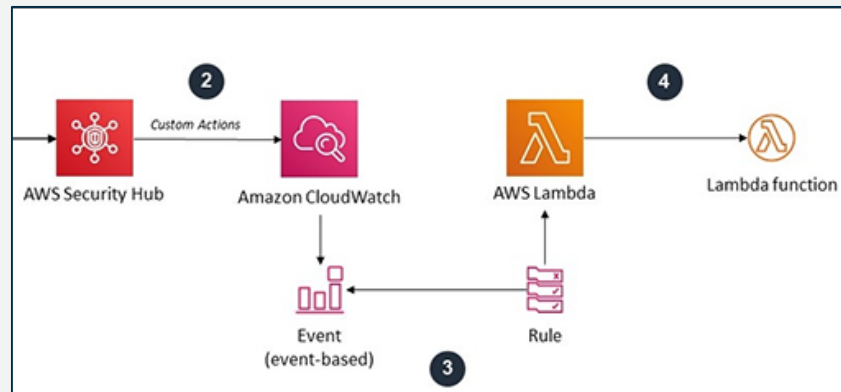 2
4
Custom Actions
AWS Security Hub
Amazon CloudWatch
AWS Lambda
Lambda function
Event
(event-based)
Rule
3